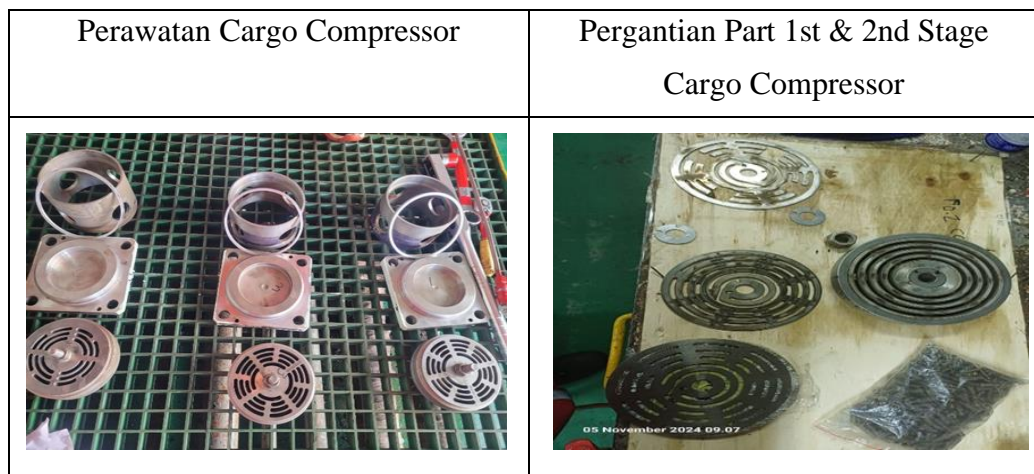 Perawatan Cargo Compressor
Pergantian Part 1st & 2nd Stage
Cargo Compressor
05 November 2024 09.07